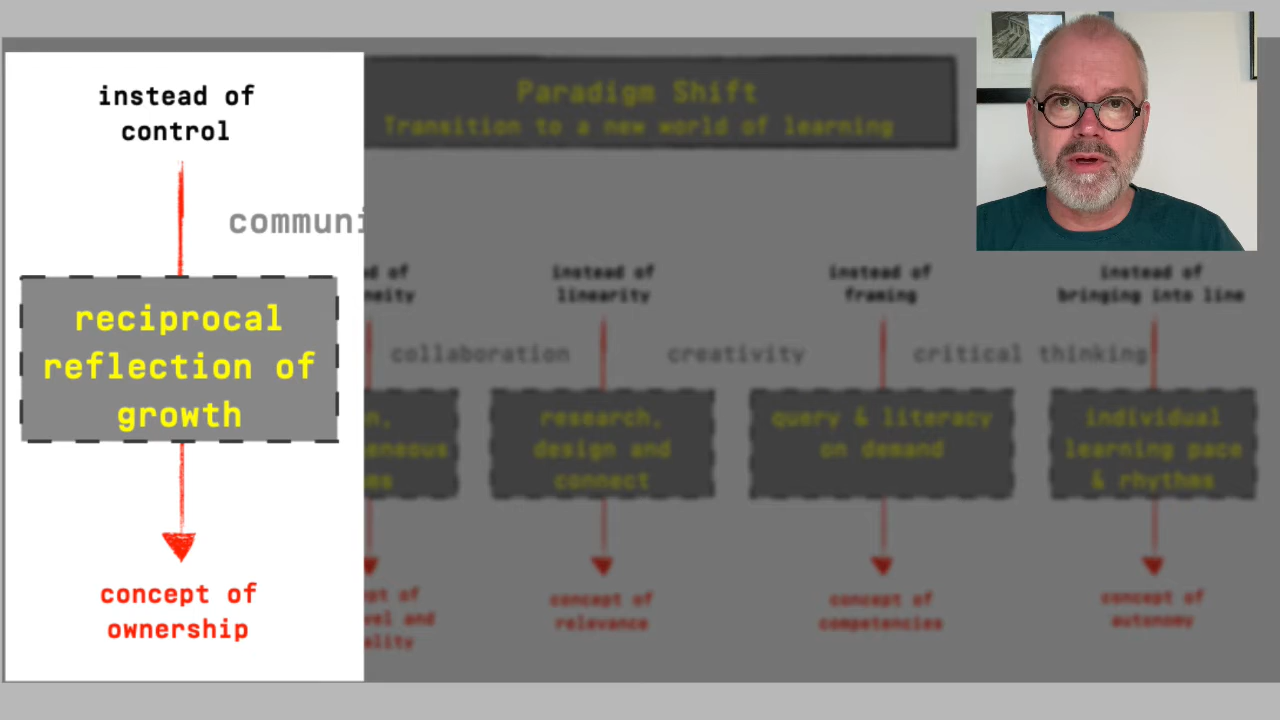 instead of
control
communi
reciprocal
reflection of
growth
concept of
ownership
Paradigm Shift
Transition to a new world of learning
instead of
linearity
instead of
framing
instead of
bringing into line
collaboration
creativity
critical thinking
research,
design and
connect
query & literacy
on demand
individual
learning pace
& rhythms
concept of
relevance
concept of
competencies
concept of
autonomy